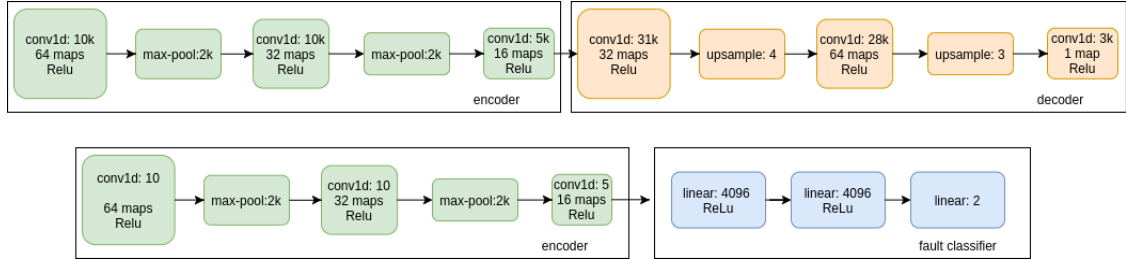 conv1d: 10k
64 maps
Relu
max-pool:2k
conv1d: 10k
32 maps
Relu
max-pool:2k
conv1d: 5k
16 maps
Relu
encoder
conv1d: 31k
32 maps
Relu
upsample: 4
conv1d: 28k
64 maps
Relu
upsample: 3
conv1d: 3k
1 map
Relu
decoder
conv1d: 10
64 maps
Relu
max-pool:2k
conv1d: 10
32 maps
Relu
max-pool:2k
conv1d: 5
16 maps
Relu
encoder
linear: 4096
ReLu
linear: 4096
ReLu
linear: 2
fault classifier